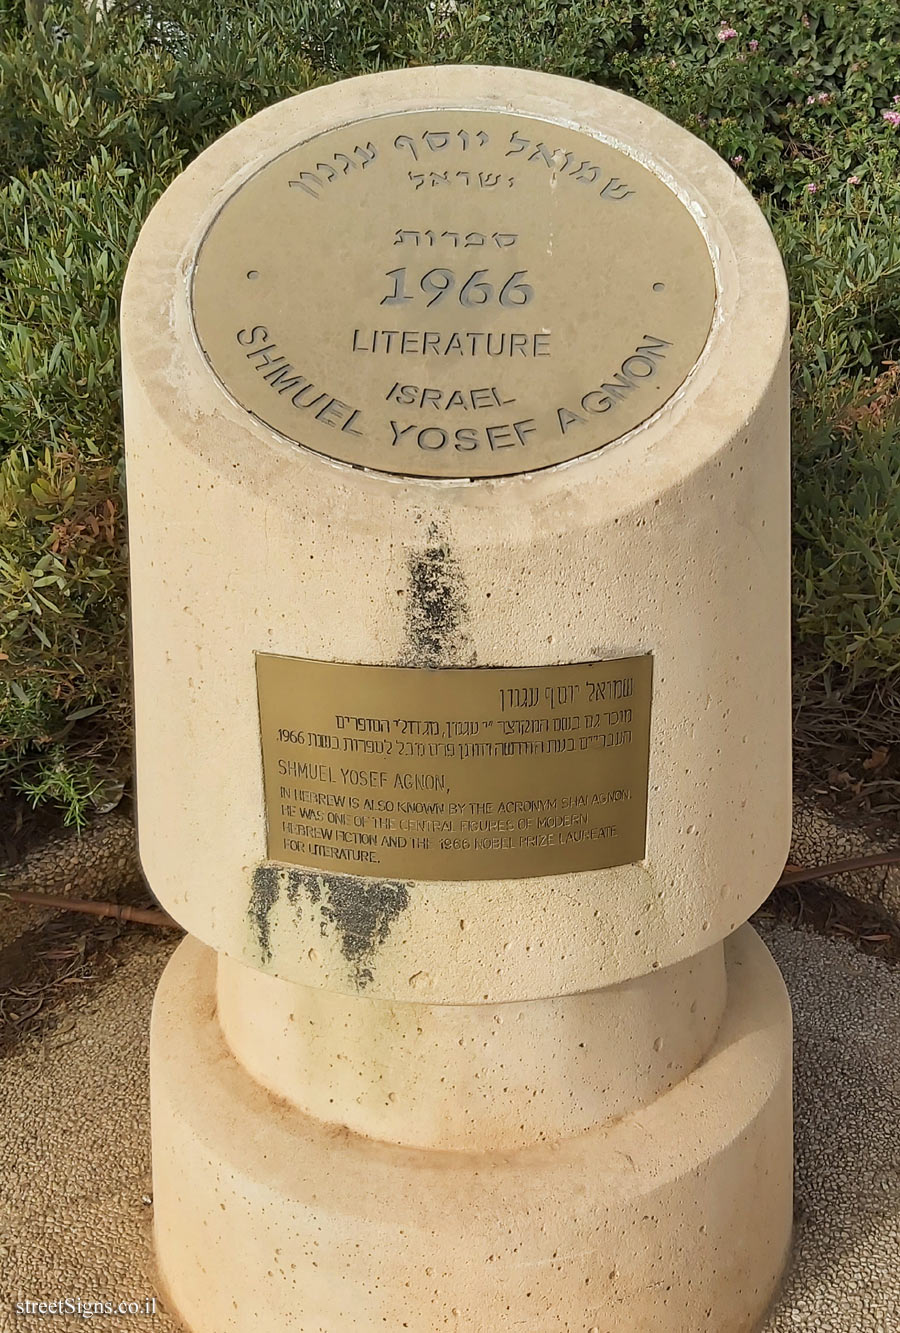 שמואל יוסף עגנון
ישראל
ספרות
1966
LITERATURE
ISRAEL
SHMUEL YOSEF AGNON
שמואל יוסף עגנון
מוכר גם בשם המקוצר ש״י עגנון, מגדולי הסופרים
העבריים בעת החדשה וחתן פרס נובל לספרות בשנת 1966.
SHMUEL YOSEF AGNON,
IN HEBREW IS ALSO KNOWN BY THE ACRONYM SHAI AGNON.
HE WAS ONE OF THE CENTRAL FIGURES OF MODERN
HEBREW FICTION AND THE 1966 NOBEL PRIZE LAUREATE
FOR LITERATURE.
streetSigns.co.il